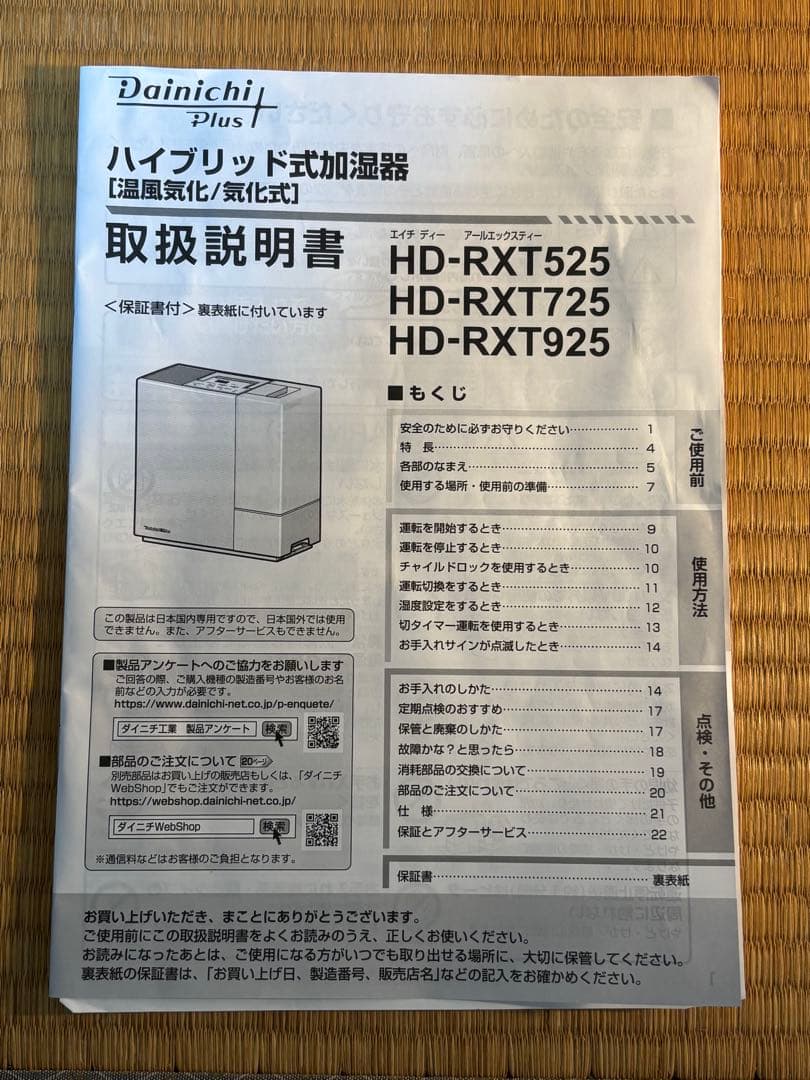 Dainichi
Plus
ハイブリッド式加湿器
[温風気化/気化式]
取扱説明書
<保証書付>裏表紙に付いています
エイチ ディー アールエックスティー
HD-RXT525
HD-RXT725
HD-RXT925
■もくじ
安全のために必ずお守りください……………… 1
特 長……………………………………… 4
各部のなまえ……………………………… 5
使用する場所・使用前の準備………………… 7
ご使用前
運転を開始するとき……………………… 9
運転を停止するとき……………………… 10
チャイルドロックを使用するとき…………… 10
運転切換をするとき……………………… 11
湿度設定をするとき……………………… 12
切タイマー運転を使用するとき……………… 13
お手入れサインが点滅したとき……………… 14
使用方法
お手入れのしかた………………………… 14
定期点検のおすすめ……………………… 17
保管と廃棄のしかた……………………… 17
故障かな?と思ったら……………………… 18
消耗部品の交換について…………………… 19
部品のご注文について……………………… 20
仕 様……………………………………… 21
保証とアフターサービス…………………… 22
点検・その他
保証書………………………………… 裏表紙
この製品は日本国内専用ですので、日本国外では使用
できません。また、アフターサービスもできません。
■製品アンケートへのご協力をお願いします
ご回答の際、ご購入機種の製造番号やお客様のお名
前などの入力が必要です。
https://www.dainichi-net.co.jp/p-enquete/
ダイニチ工業 製品アンケート 検索
■部品のご注文について 20ページ
別売部品はお買い上げの販売店もしくは、「ダイニチ
WebShop」でもご注文ができます。
https://webshop.dainichi-net.co.jp/
ダイニチWebShop 検索
※通信料などはお客様のご負担となります。
お買い上げいただき、まことにありがとうございます。
ご使用前にこの取扱説明書をよくお読みのうえ、正しくお使いください。
お読みになったあとは、ご使用になる方がいつでも取り出せる場所に、大切に保管してください。
裏表紙の保証書は、「お買い上げ日、製造番号、販売店名」などの記入をお確かめください。